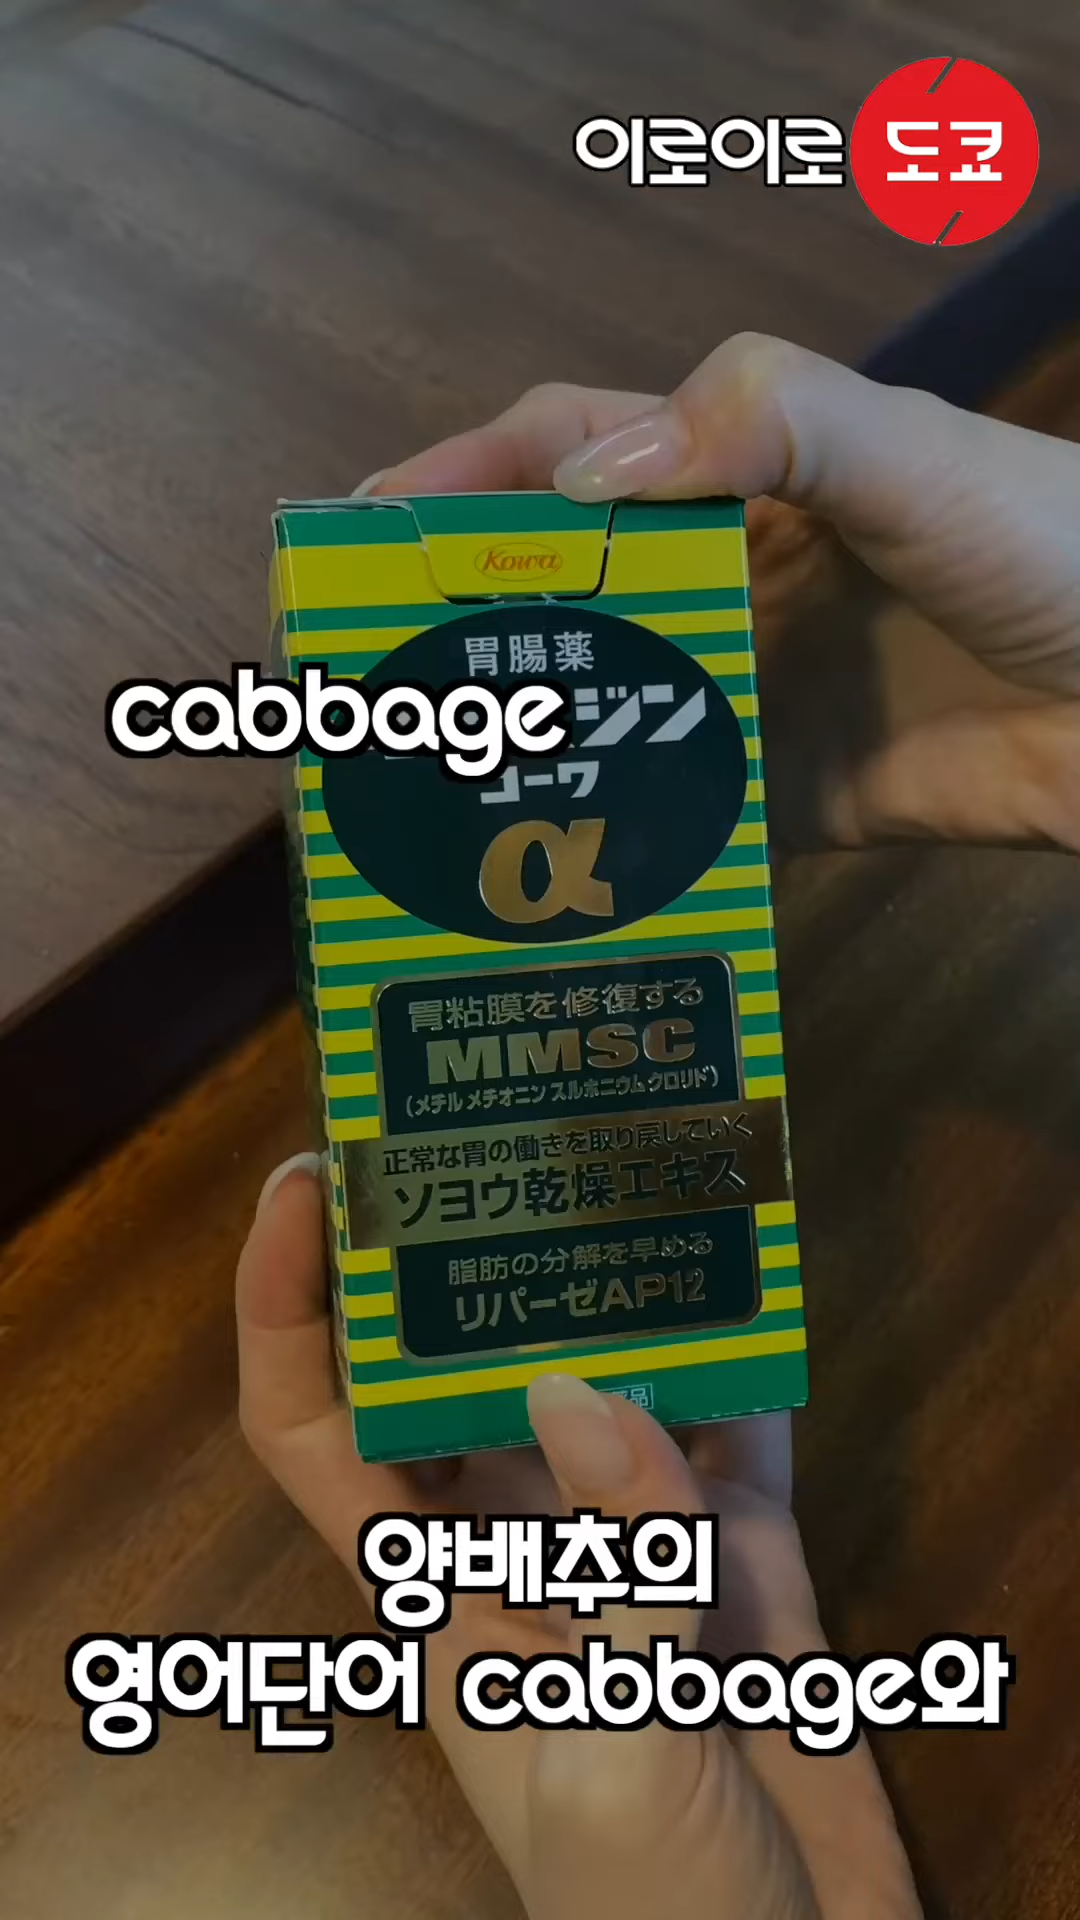 이로이로 도쿄
Kowa
胃腸薬
cabbage ジン
コーワ
α
胃粘膜を修復する
MMSC
(メチルメチオニンスルホニウムクロリド)
正常な胃の働きを取り戻していく
ソヨウ乾燥エキス
脂肪の分解を早める
リパーゼAP12
양배추의
영어단어 cabbage와